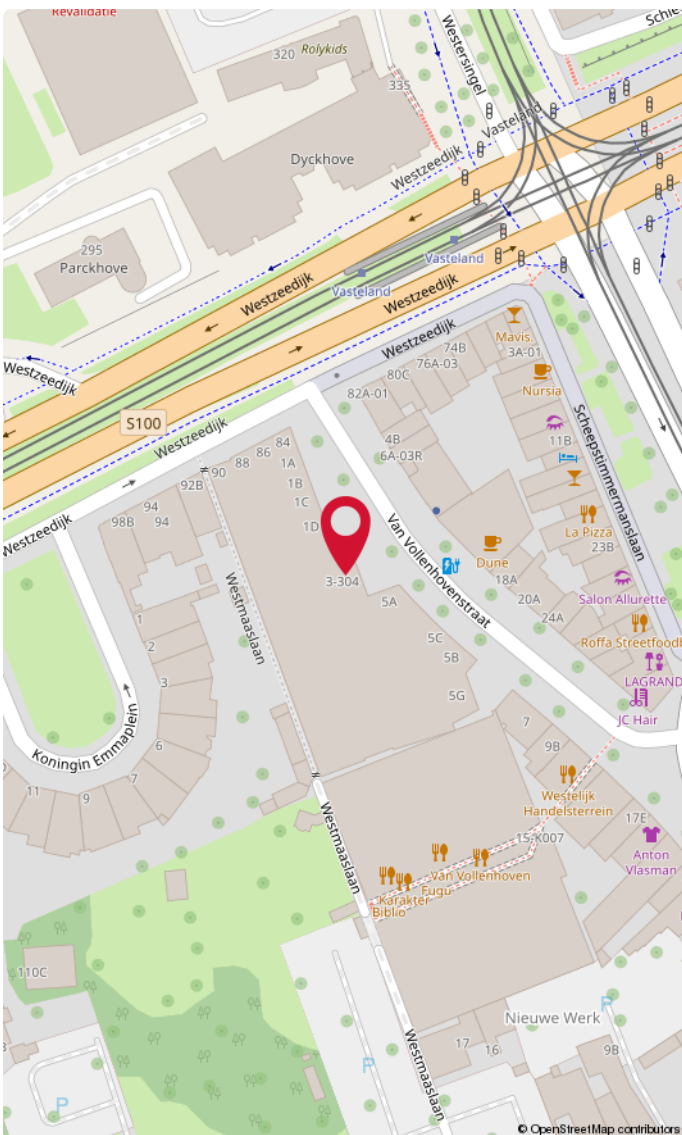 Revalidatie
Rolykids
320
335
Westersingel
Schie
Vasteland
Westzeedijk
Dyckhove
295
Parckhove
Vasteland
Westzeedijk
Vasteland
Westzeedijk
Westzeedijk
Mavis.
3A-01
74B
76A-03
80C
82A-01
Nursia
Westzeedijk
S100
Westzeedijk
4B
6A-03R
11B
Scheepstimmermanslaan
84
86
88
90
92B
94
94
98B
1A
1B
1C
1D
Westzeedijk
La Pizza
23B
Van Vollenhovenstraat
Dune
18A
20A
24A
3-304
5A
Salon Allurette
Westmaaslaan
1
2
3
5C
5B
5G
Roffa Streetfoodb
LAGRAND
JC Hair
Koningin Emmaplein
6
7
9
11
7
9B
Westelijk
Handelsterrein
17E
15-K007
Anton
Vlasman
Westmaaslaan
Van Vollenhoven
Fugu
Karakter
Biblio
110C
Nieuwe Werk
P
17
16
9B
P
P
Westmaaslaan
© OpenStreetMap contributors